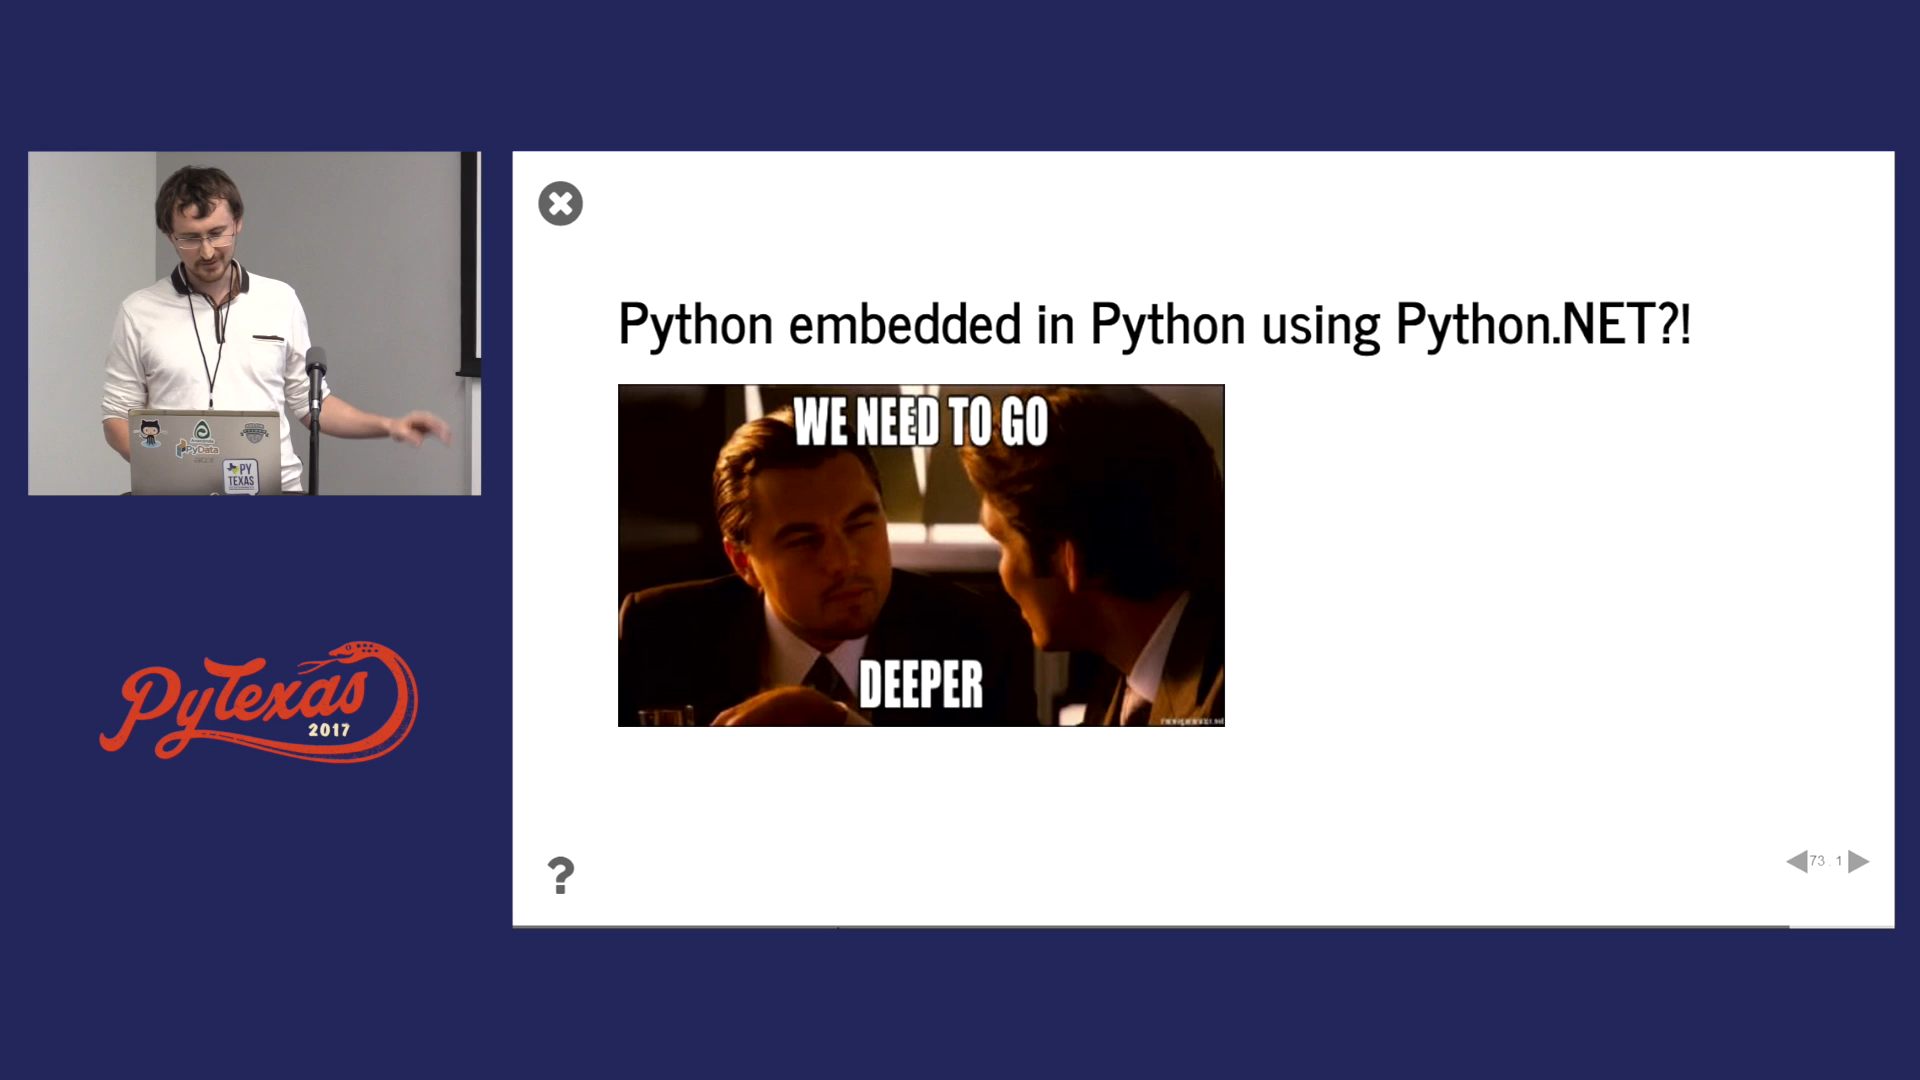 Python embedded in Python using Python.NET?!
WE NEED TO GO
DEEPER
73 . 1
?
PyData
PY
TEXAS
PyTexas
2017